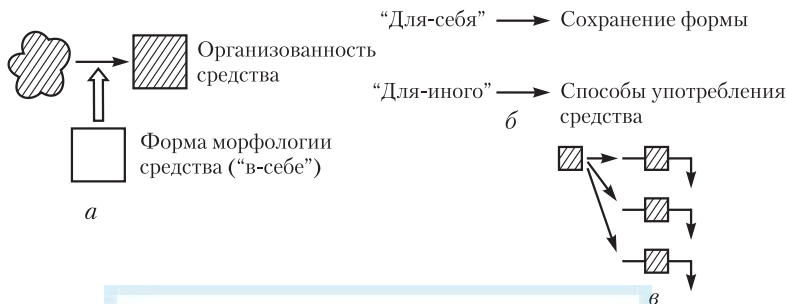 Организованность
средства
Форма морфологии
средства (“в-себе”)
а
“Для-себя” Сохранение формы
“Для-иного” Способы употребления
средства
б
в